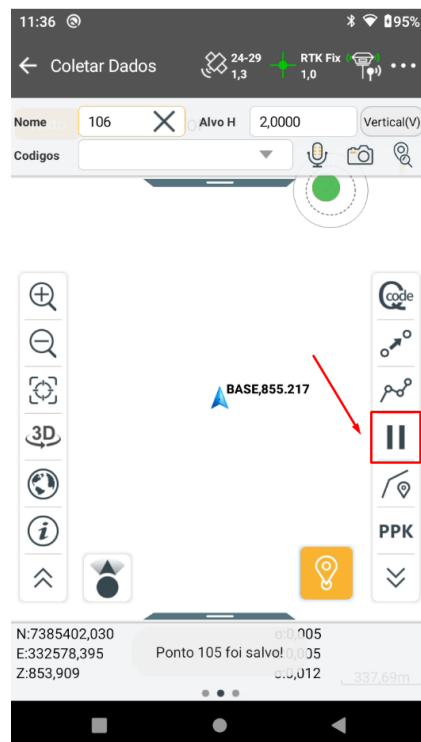 11:36 95%
Coletar Dados 24-29 1,3 RTK Fix 1,0
Nome 106 Alvo H 2,0000 Vertical(V)
Codigos
code
BASE,855.217
3D
i
PPK
N:7385402,030 σ:0,005
E:332578,395 Ponto 105 foi salvo! 0,005
Z:853,909 0,012 337,69m